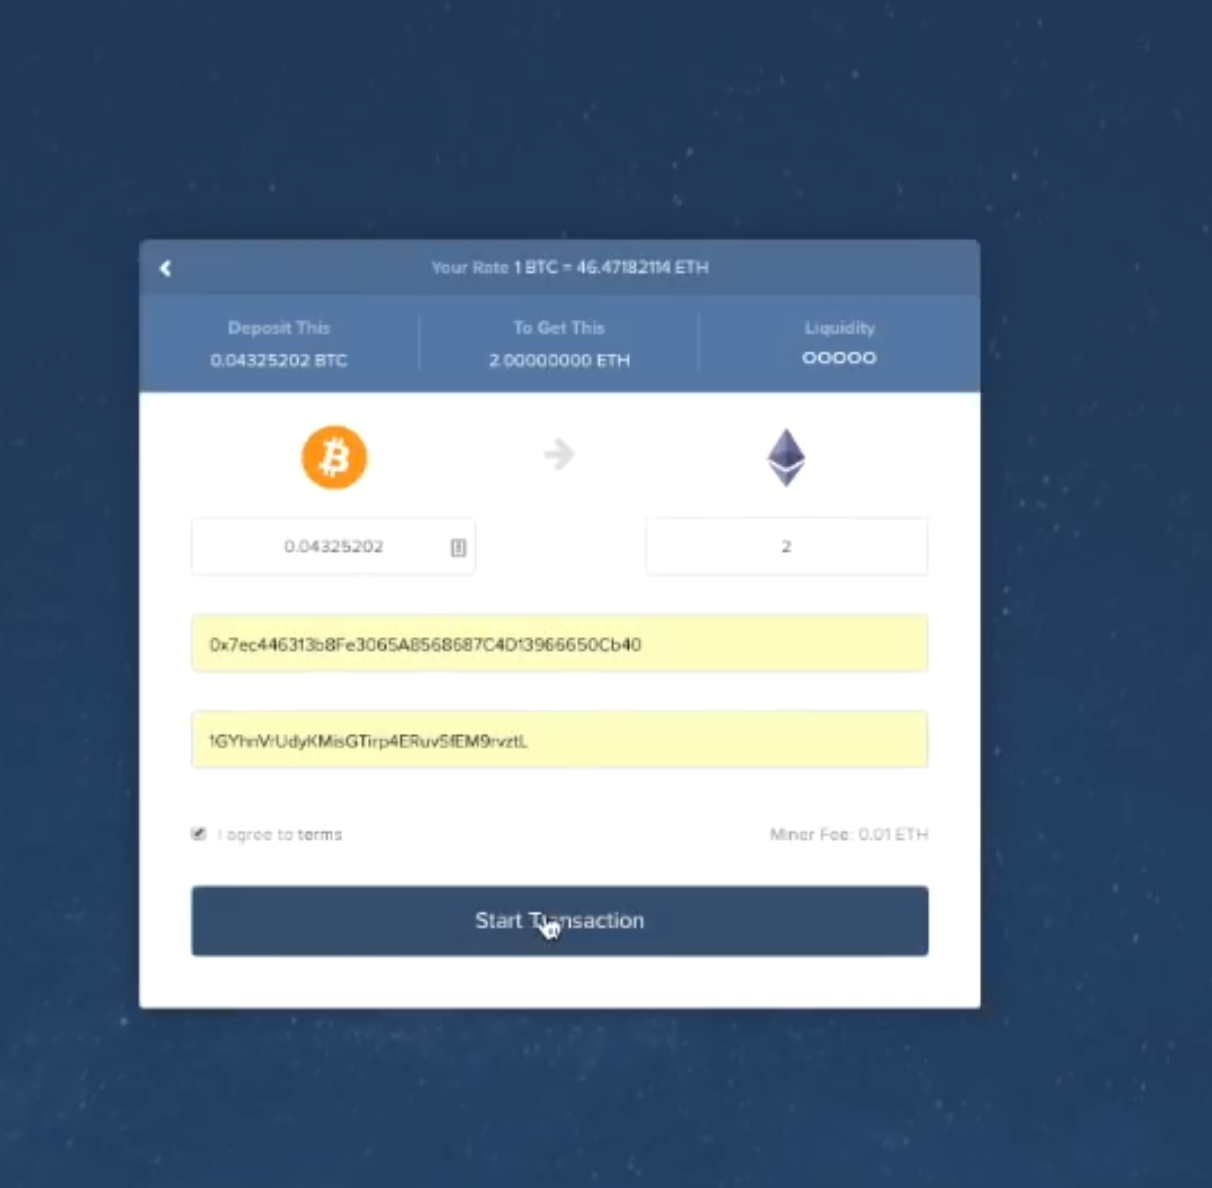 Your Rate 1 BTC = 46.47182114 ETH
Deposit This
0.04325202 BTC
To Get This
2.00000000 ETH
Liquidity
OOOOO
0.04325202
2
0x7ec446313b8Fe3065A8568687C4D13966650Cb40
1GYhnVrUdyKMisGTirp4ERuvSfEM9rvztL
I agree to terms
Miner Fee: 0.01 ETH
Start Transaction